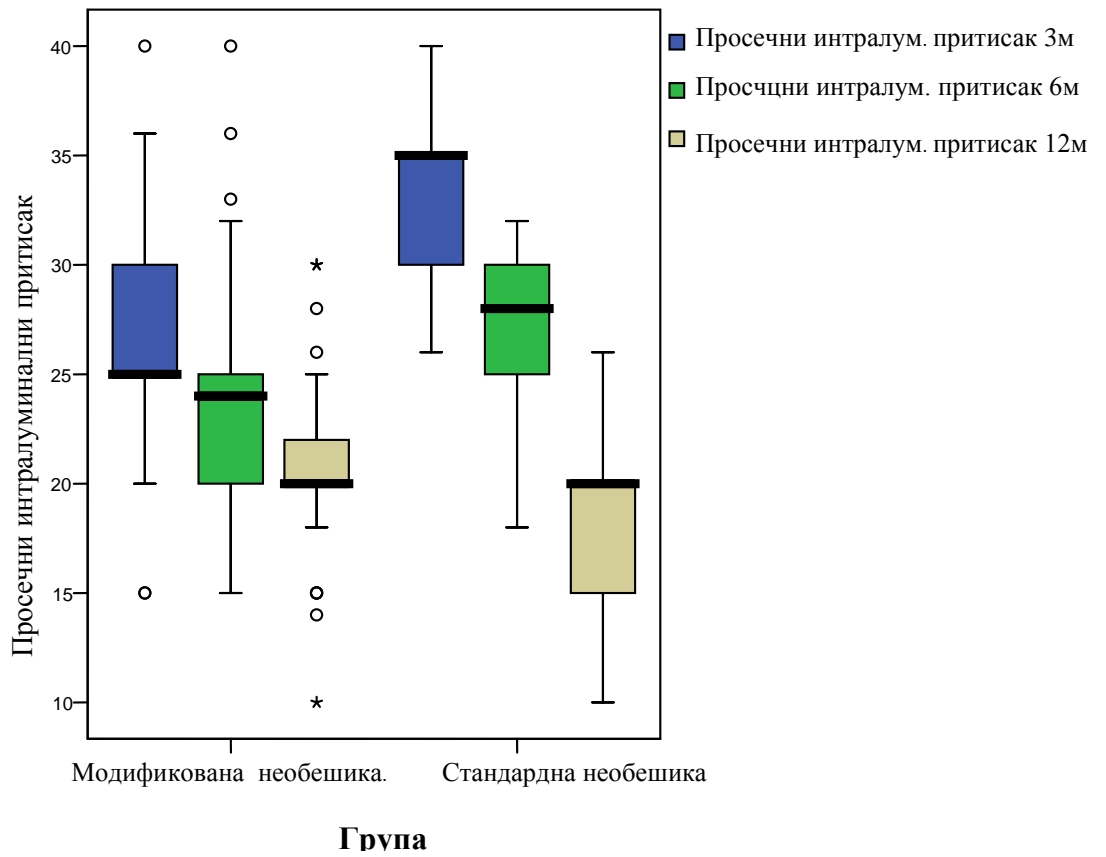 Просечни интралуминални притисак
40
35
30
25
20
15
10
Просечни интралум. притисак 3м
Просчцни интралум. притисак 6м
Просечни интралум. притисак 12м
Модификована необешика.
Стандардна необешика
Група